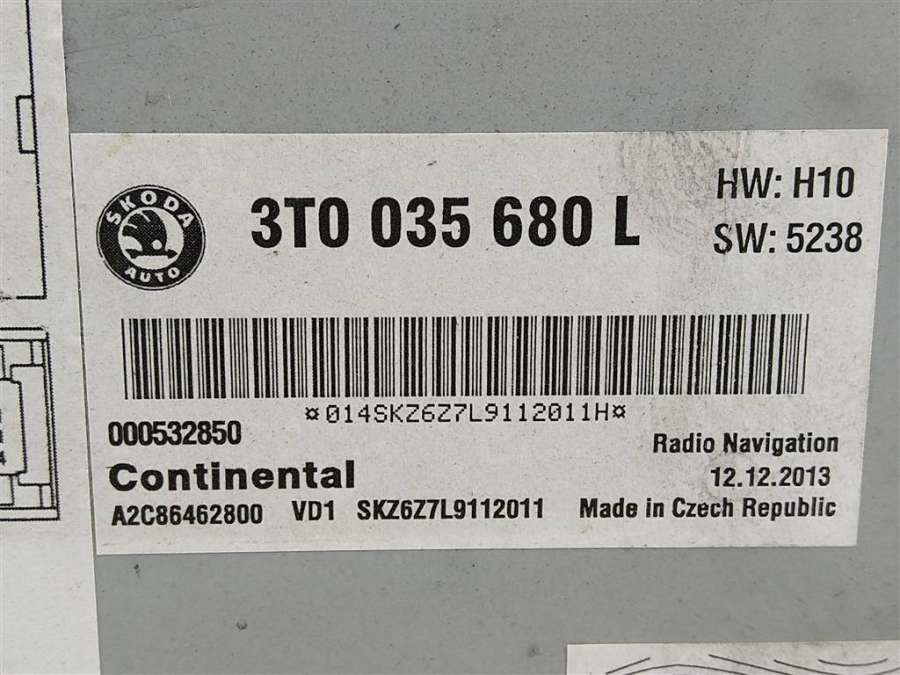 SKODA
AUTO
3T0 035 680 L
HW: H10
SW: 5238
¤014SKZ6Z7L9112011H¤
000532850
Radio Navigation
Continental
12.12.2013
A2C86462800 VD1 SKZ6Z7L9112011 Made in Czech Republic